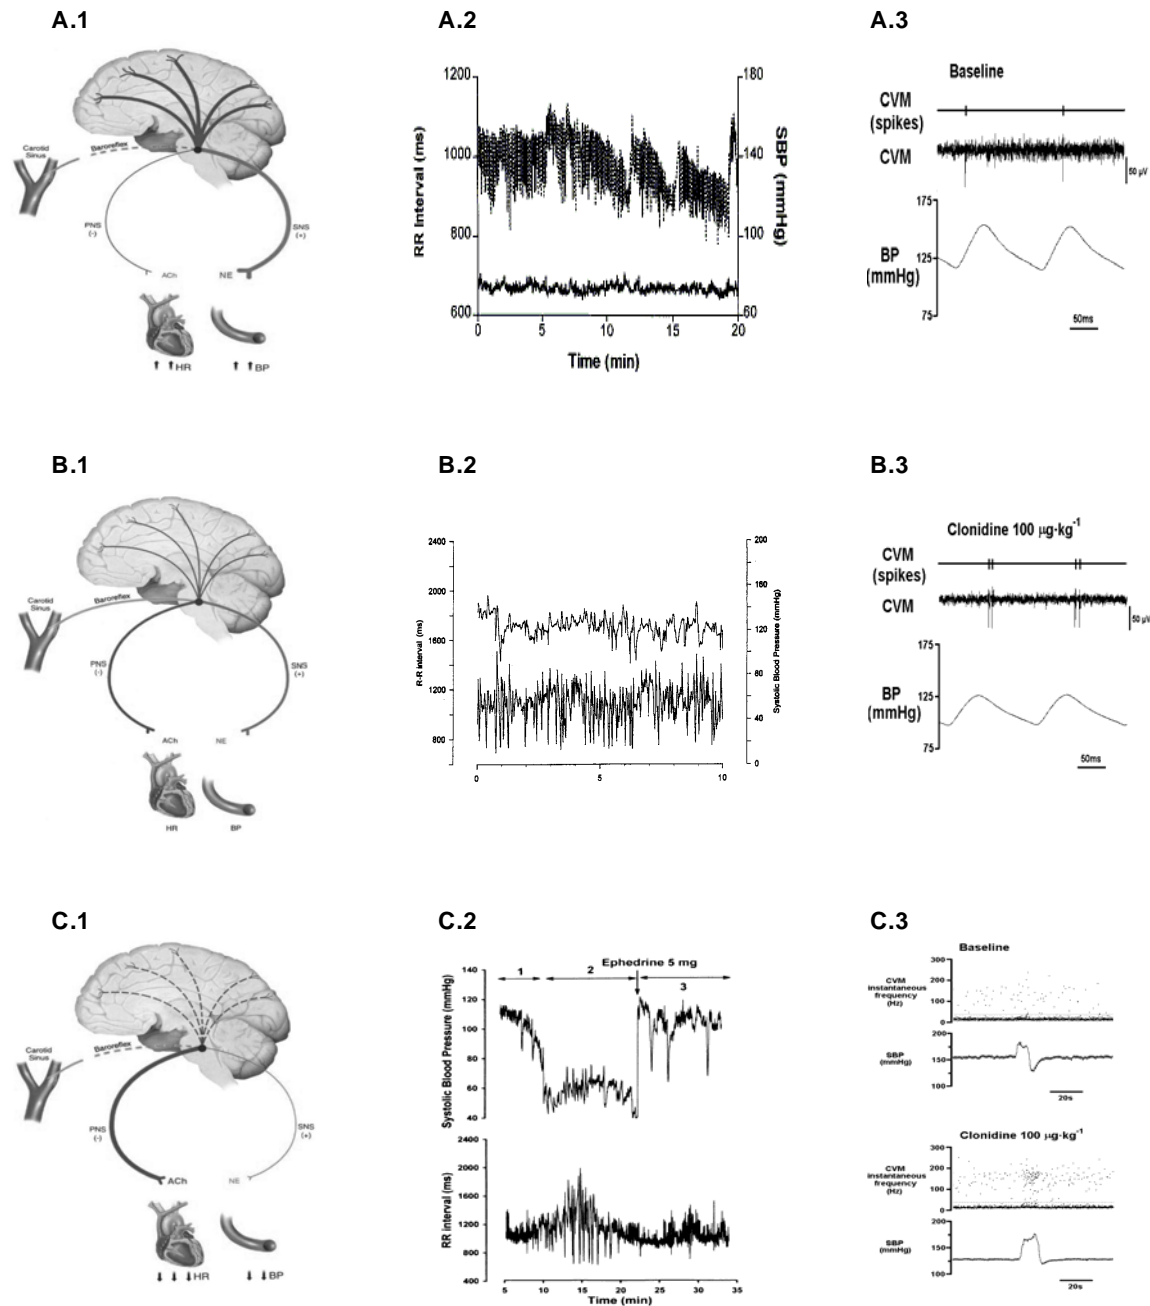 A.1
Carotid
Sinus
Baroreflex
PNS
(-)
SNS
(+)
ACh
NE
HR
BP
A.2
RR Interval (ms)
1200
1000
800
600
180
140
100
60
SBP (mmHg)
0 5 10 15 20
Time (min)
A.3
Baseline
CVM
(spikes)
CVM
50 µV
BP
(mmHg)
175
125
75
50ms
B.1
Carotid
Sinus
Baroreflex
PNS
(-)
SNS
(+)
ACh
NE
HR
BP
B.2
R-R interval (ms)
2400
2000
1600
1200
800
200
160
120
80
40
0
Systolic Blood Pressure (mmHg)
0 5 10
B.3
Clonidine 100 µg·kg-1
CVM
(spikes)
CVM
50 µV
BP
(mmHg)
175
125
75
50ms
C.1
Carotid
Sinus
Baroreflex
PNS
(-)
SNS
(+)
ACh
NE
HR
BP
C.2
Ephedrine 5 mg
1 2 3
Systolic Blood Pressure (mmHg)
140
120
100
80
60
40
RR interval (ms)
2400
2000
1600
1200
800
400
5 10 15 20 25 30 35
Time (min)
C.3
Baseline
CVM
instantaneous
frequency
(Hz)
300
200
100
0
SBP
(mmHg)
200
150
100
20s
Clonidine 100 µg·kg-1
CVM
instantaneous
frequency
(Hz)
300
200
100
0
SBP
(mmHg)
200
150
100
20s